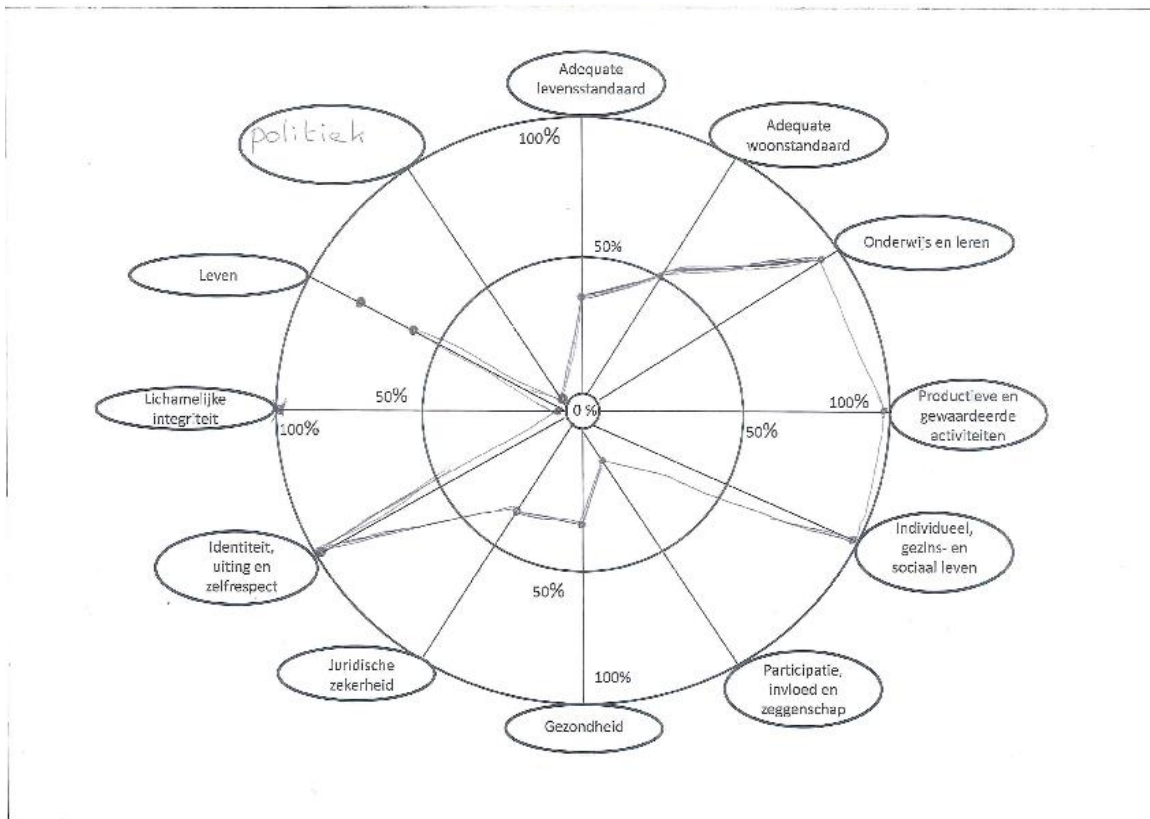 Adequate
levensstandaard
politiek
100%
Adequate
woonstandaard
50%
Onderwijs en leren
Leven
Lichamelijke
integriteit
50%
100%
0%
100%
50%
Productieve en
gewaardeerde
activiteiten
Identiteit,
uiting en
zelfrespect
Individueel,
gezins- en
sociaal leven
50%
Juridische
zekerheid
100%
Participatie,
invloed en
zeggenschap
Gezondheid